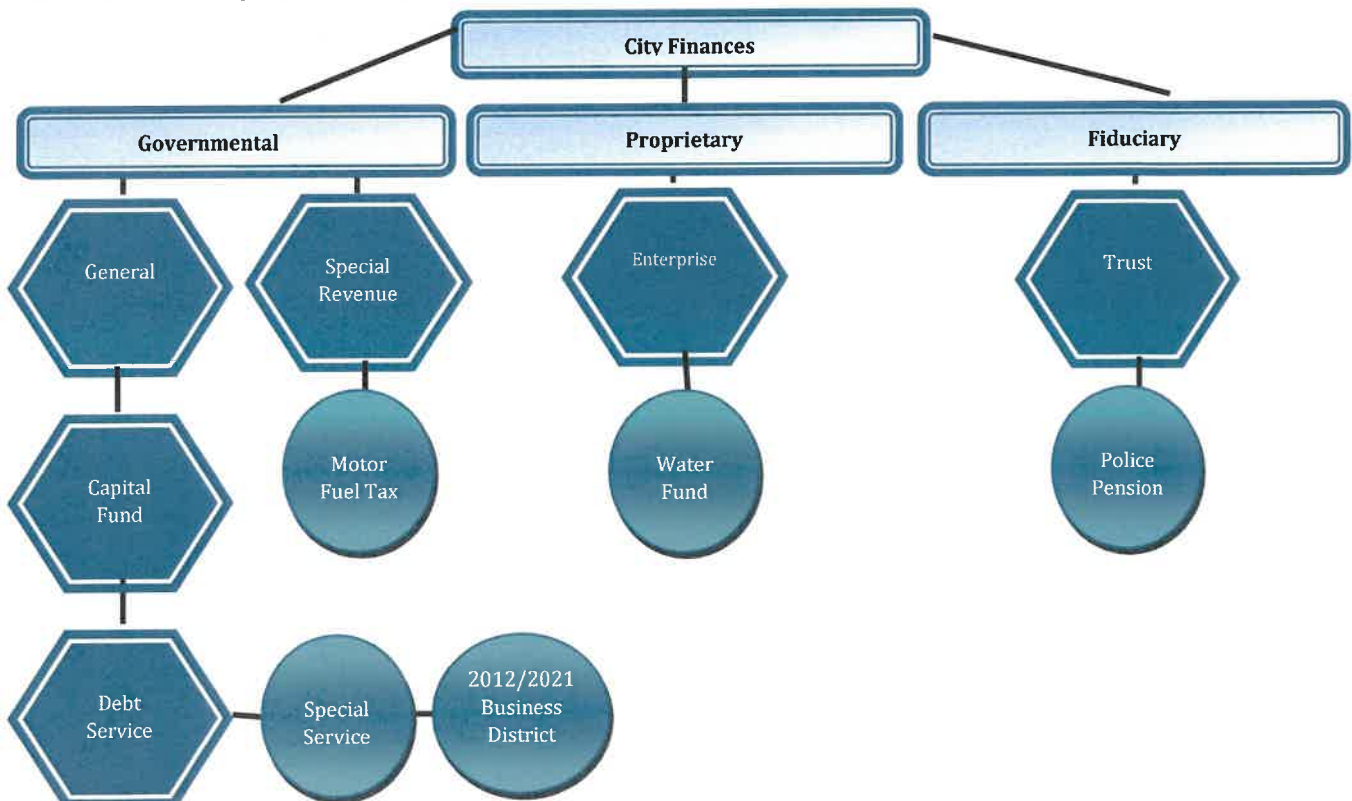 City Finances
Governmental
Proprietary
Fiduciary
General
Special
Revenue
Enterprise
Trust
Capital
Fund
Motor
Fuel Tax
Water
Fund
Police
Pension
Debt
Service
Special
Service
2012/2021
Business
District